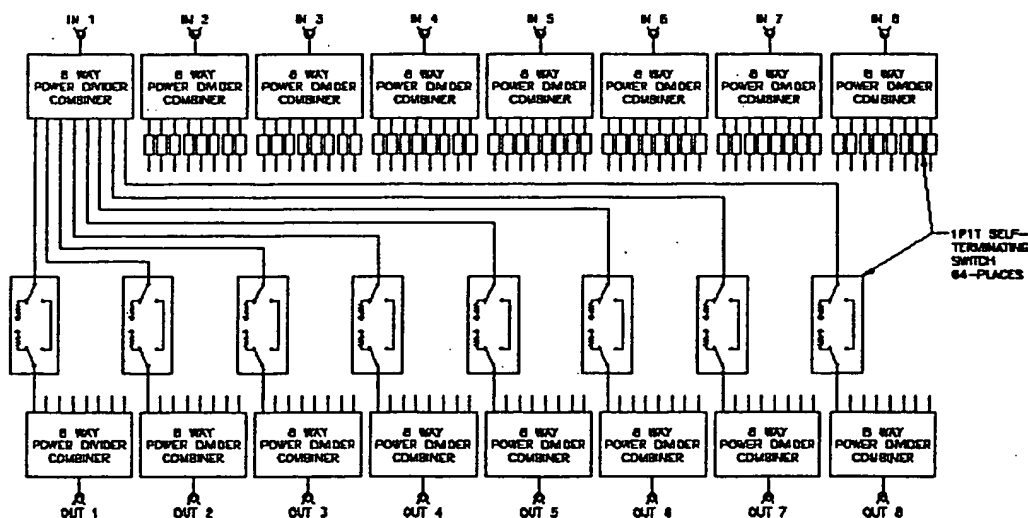 IN 1 IN 2 IN 3 IN 4 IN 5 IN 6 IN 7 IN 8
8 WAY POWER DIVIDER COMBINER
8 WAY POWER DIVIDER COMBINER
8 WAY POWER DIVIDER COMBINER
8 WAY POWER DIVIDER COMBINER
8 WAY POWER DIVIDER COMBINER
8 WAY POWER DIVIDER COMBINER
8 WAY POWER DIVIDER COMBINER
8 WAY POWER DIVIDER COMBINER
1P1T SELF-
TERMINATING
SWITCH
64-PLACES
8 WAY POWER DIVIDER COMBINER
8 WAY POWER DIVIDER COMBINER
8 WAY POWER DIVIDER COMBINER
8 WAY POWER DIVIDER COMBINER
8 WAY POWER DIVIDER COMBINER
8 WAY POWER DIVIDER COMBINER
8 WAY POWER DIVIDER COMBINER
8 WAY POWER DIVIDER COMBINER
OUT 1 OUT 2 OUT 3 OUT 4 OUT 5 OUT 6 OUT 7 OUT 8